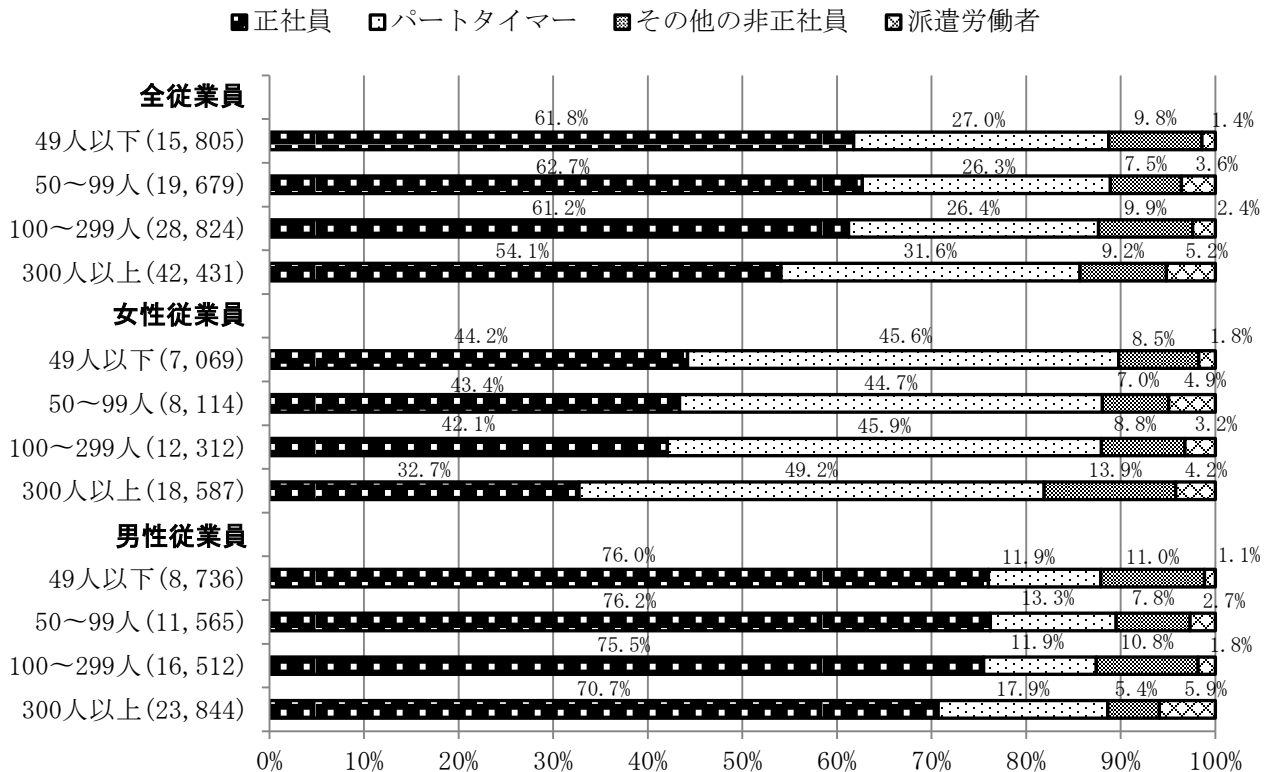 正社員 パートタイマー その他の非正社員 派遣労働者
全従業員
61.8% 27.0% 9.8% 1.4%
49人以下(15,805)
62.7% 26.3% 7.5% 3.6%
50～99人(19,679)
61.2% 26.4% 9.9% 2.4%
100～299人(28,824)
54.1% 31.6% 9.2% 5.2%
300人以上(42,431)
女性従業員
44.2% 45.6% 8.5% 1.8%
49人以下(7,069)
43.4% 44.7% 7.0% 4.9%
50～99人(8,114)
42.1% 45.9% 8.8% 3.2%
100～299人(12,312)
32.7% 49.2% 13.9% 4.2%
300人以上(18,587)
男性従業員
76.0% 11.9% 11.0% 1.1%
49人以下(8,736)
76.2% 13.3% 7.8% 2.7%
50～99人(11,565)
75.5% 11.9% 10.8% 1.8%
100～299人(16,512)
70.7% 17.9% 5.4% 5.9%
300人以上(23,844)
0% 10% 20% 30% 40% 50% 60% 70% 80% 90% 100%